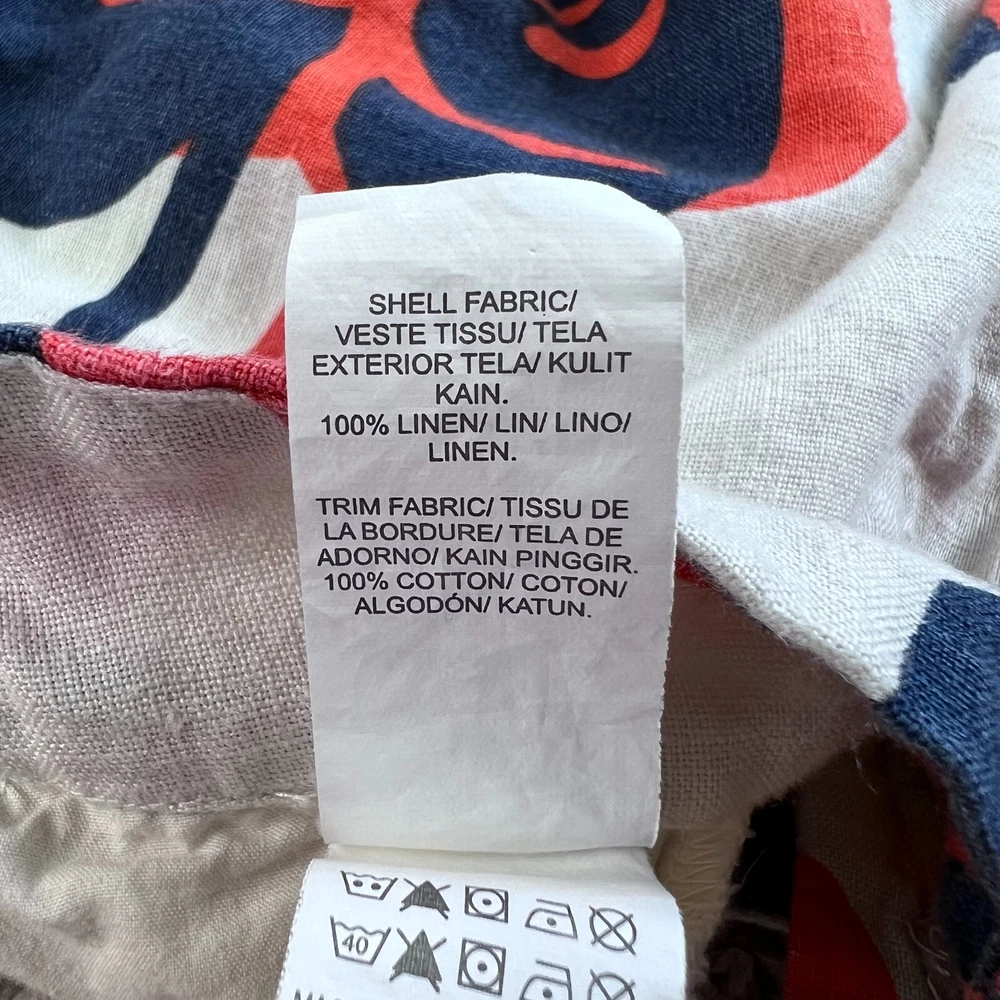 SHELL FABRIC/
VESTE TISSU/ TELA
EXTERIOR TELA/ KULIT
KAIN.
100% LINEN/ LIN/ LINO/
LINEN.
TRIM FABRIC/ TISSU DE
LA BORDURE/ TELA DE
ADORNO/ KAIN PINGGIR.
100% COTTON/ COTON/
ALGODÓN/ KATUN.
40